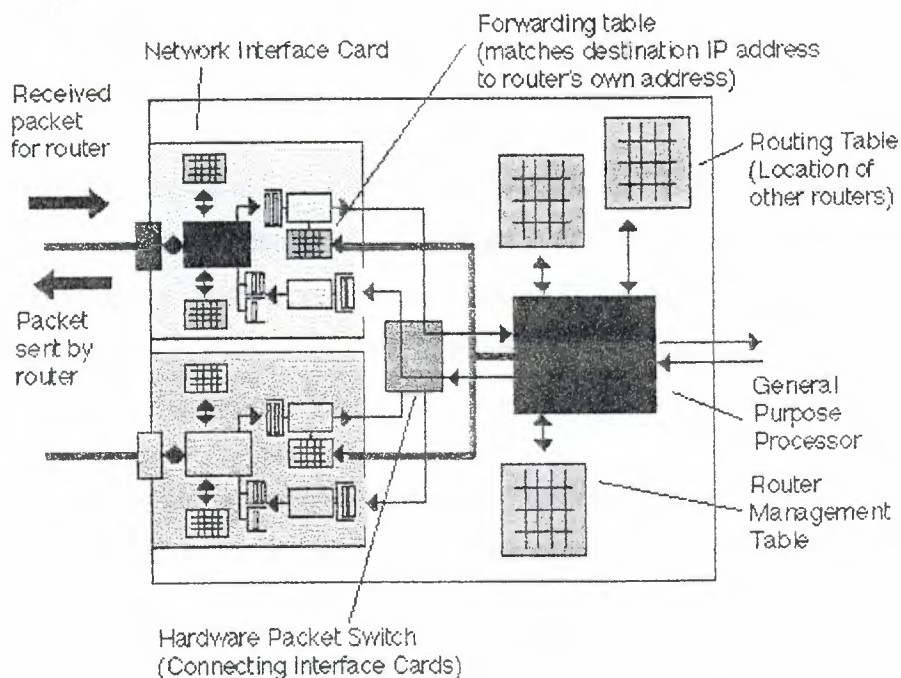 Network Interface Card
Forwarding table
(matches destination IP address
to router's own address)
Received
packet
for router
Routing Table
(Location of
other routers)
Packet
sent by
router
General
Purpose
Processor
Router
Management
Table
Hardware Packet Switch
(Connecting Interface Cards)